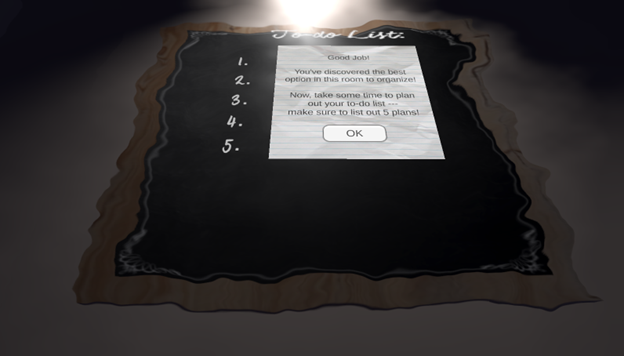 To-do List:
1.
2.
3.
4.
5.
Good Job!
You've discovered the best
option in this room to organize!
Now, take some time to plan
out your to-do list ---
make sure to list out 5 plans!
OK